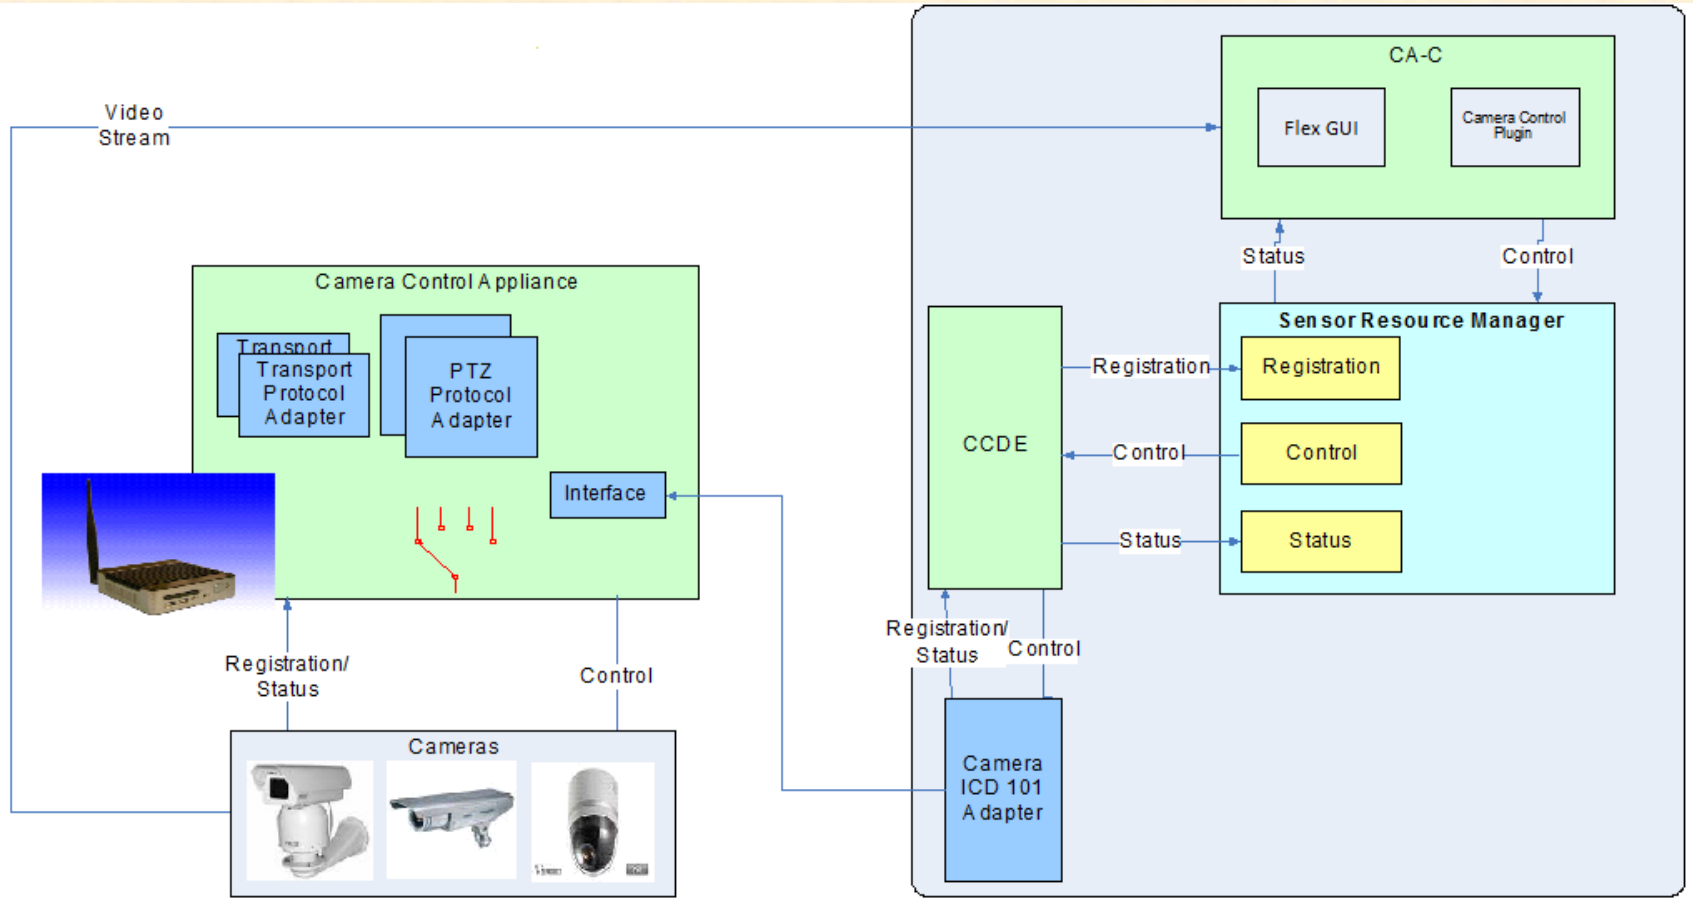 Video
Stream
CA-C
Flex GUI
Camera Control
Plugin
Status
Control
Camera Control Appliance
Transport
Transport
Protocol
Adapter
PTZ
Protocol
Adapter
Interface
Registration/
Status
Control
Cameras
CCDE
Registration
Control
Status
Sensor Resource Manager
Registration
Control
Status
Registration/
Status
Control
Camera
ICD 101
Adapter